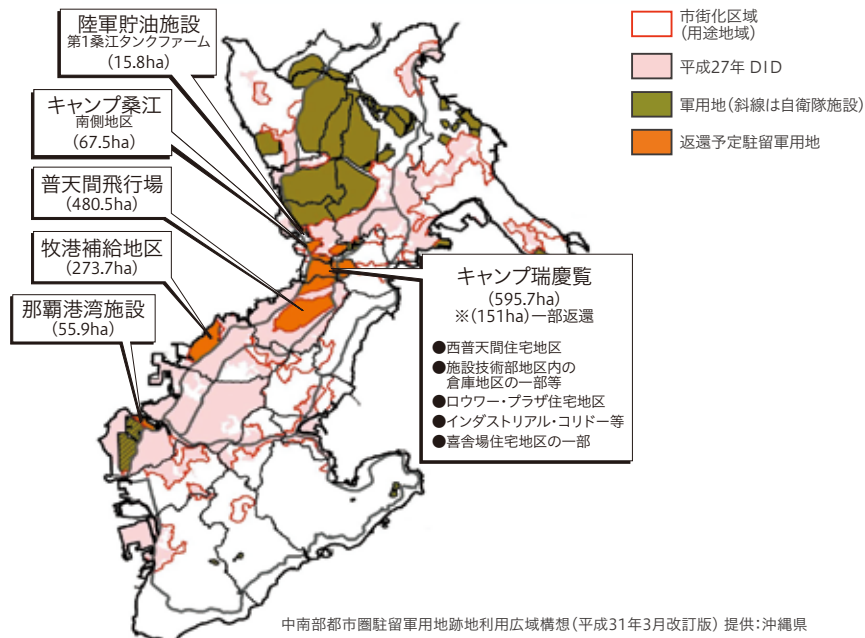 陸軍貯油施設
第1桑江タンクファーム
(15.8ha)
キャンプ桑江
南側地区
(67.5ha)
普天間飛行場
(480.5ha)
牧港補給地区
(273.7ha)
那覇港湾施設
(55.9ha)
市街化区域
(用途地域)
平成27年 DID
軍用地(斜線は自衛隊施設)
返還予定駐留軍用地
キャンプ瑞慶覧
(595.7ha)
※(151ha)一部返還
●西普天間住宅地区
●施設技術部地区内の
倉庫地区の一部等
●ロウワー・プラザ住宅地区
●インダストリアル・コリドー等
●喜舎場住宅地区の一部
中南部都市圏駐留軍用地跡地利用広域構想(平成31年3月改訂版) 提供:沖縄県